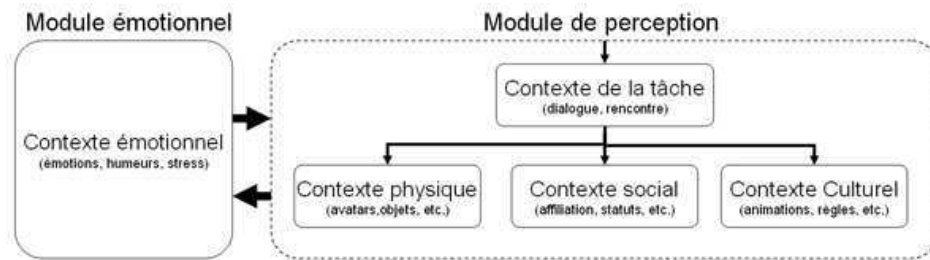 Module émotionnel
Module de perception
Contexte de la tâche
(dialogue, rencontre)
Contexte émotionnel
(émotions, humeurs, stress)
Contexte physique
(avatars,objets, etc.)
Contexte social
(affiliation, statuts, etc.)
Contexte Culturel
(animations, règles, etc.)